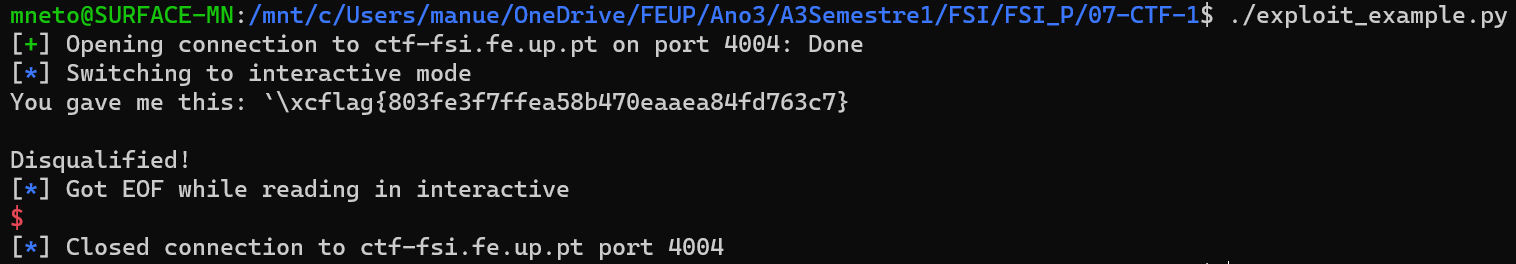 mneto@SURFACE-MN:/mnt/c/Users/manue/OneDrive/FEUP/Ano3/A3Semestre1/FSI/FSI_P/07-CTF-1$ ./exploit_example.py
[+] Opening connection to ctf-fsi.fe.up.pt on port 4004: Done
[*] Switching to interactive mode
You gave me this: `\xcflag{803fe3f7ffea58b470eaaea84fd763c7}
Disqualified!
[*] Got EOF while reading in interactive
$
[*] Closed connection to ctf-fsi.fe.up.pt port 4004